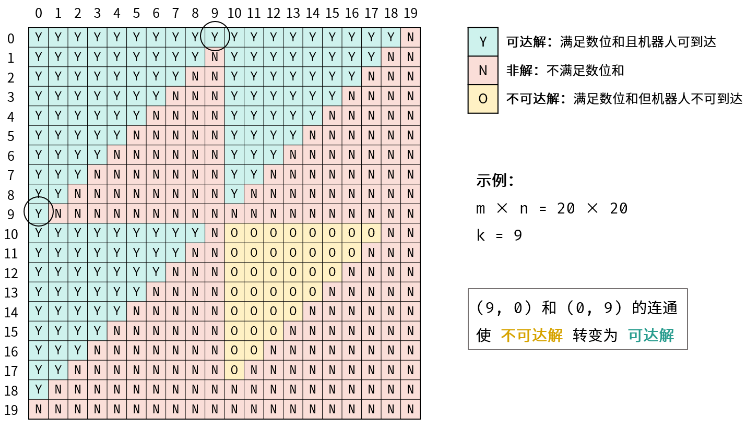 0 1 2 3 4 5 6 7 8 9 10 11 12 13 14 15 16 17 18 19
0 Y Y Y Y Y Y Y Y Y Y Y Y Y Y Y Y Y Y Y N
1 Y Y Y Y Y Y Y Y Y N Y Y Y Y Y Y Y Y N N
2 Y Y Y Y Y Y Y Y N N Y Y Y Y Y Y Y N N N
3 Y Y Y Y Y Y Y N N N Y Y Y Y Y Y N N N N
4 Y Y Y Y Y Y N N N N Y Y Y Y Y N N N N N
5 Y Y Y Y Y N N N N N Y Y Y Y N N N N N N
6 Y Y Y Y N N N N N N Y Y Y N N N N N N N
7 Y Y Y N N N N N N N Y Y N N N N N N N N
8 Y Y N N N N N N N N Y N N N N N N N N N
9 Y N N N N N N N N N N N N N N N N N N N
10 Y Y Y Y Y Y Y Y Y N O O O O O O O O N N
11 Y Y Y Y Y Y Y Y N N O O O O O O O N N N
12 Y Y Y Y Y Y Y N N N O O O O O O N N N N
13 Y Y Y Y Y Y N N N N O O O O O N N N N N
14 Y Y Y Y Y N N N N N O O O O N N N N N N
15 Y Y Y Y N N N N N N O O O N N N N N N N
16 Y Y Y N N N N N N N O O N N N N N N N N
17 Y Y N N N N N N N N O N N N N N N N N N
18 Y N N N N N N N N N N N N N N N N N N N
19 N N N N N N N N N N N N N N N N N N N N
Y 可达解：满足数位和且机器人可到达
N 非解：不满足数位和
O 不可达解：满足数位和但机器人不可到达
示例：
m × n = 20 × 20
k = 9
(9, 0) 和 (0, 9) 的连通
使 不可达解 转变为 可达解